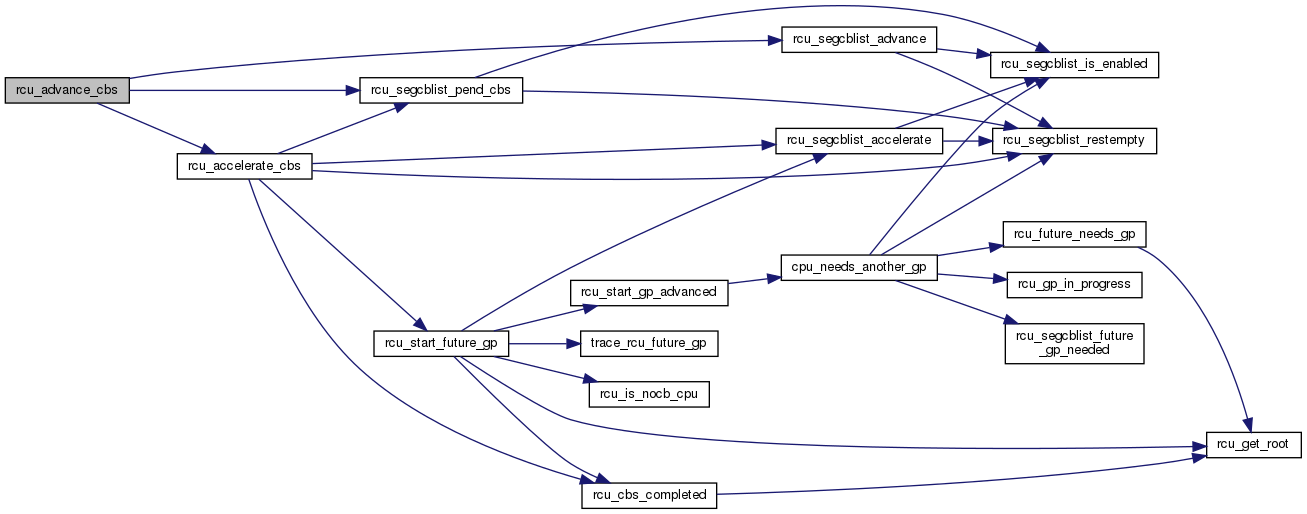 rcu_advance_cbs
rcu_segcblist_pend_cbs
rcu_accelerate_cbs
rcu_segcblist_advance
rcu_segcblist_is_enabled
rcu_segcblist_accelerate
rcu_segcblist_restempty
cpu_needs_another_gp
rcu_future_needs_gp
rcu_gp_in_progress
rcu_segcblist_future
_gp_needed
rcu_start_gp_advanced
rcu_start_future_gp
trace_rcu_future_gp
rcu_is_nocb_cpu
rcu_get_root
rcu_cbs_completed